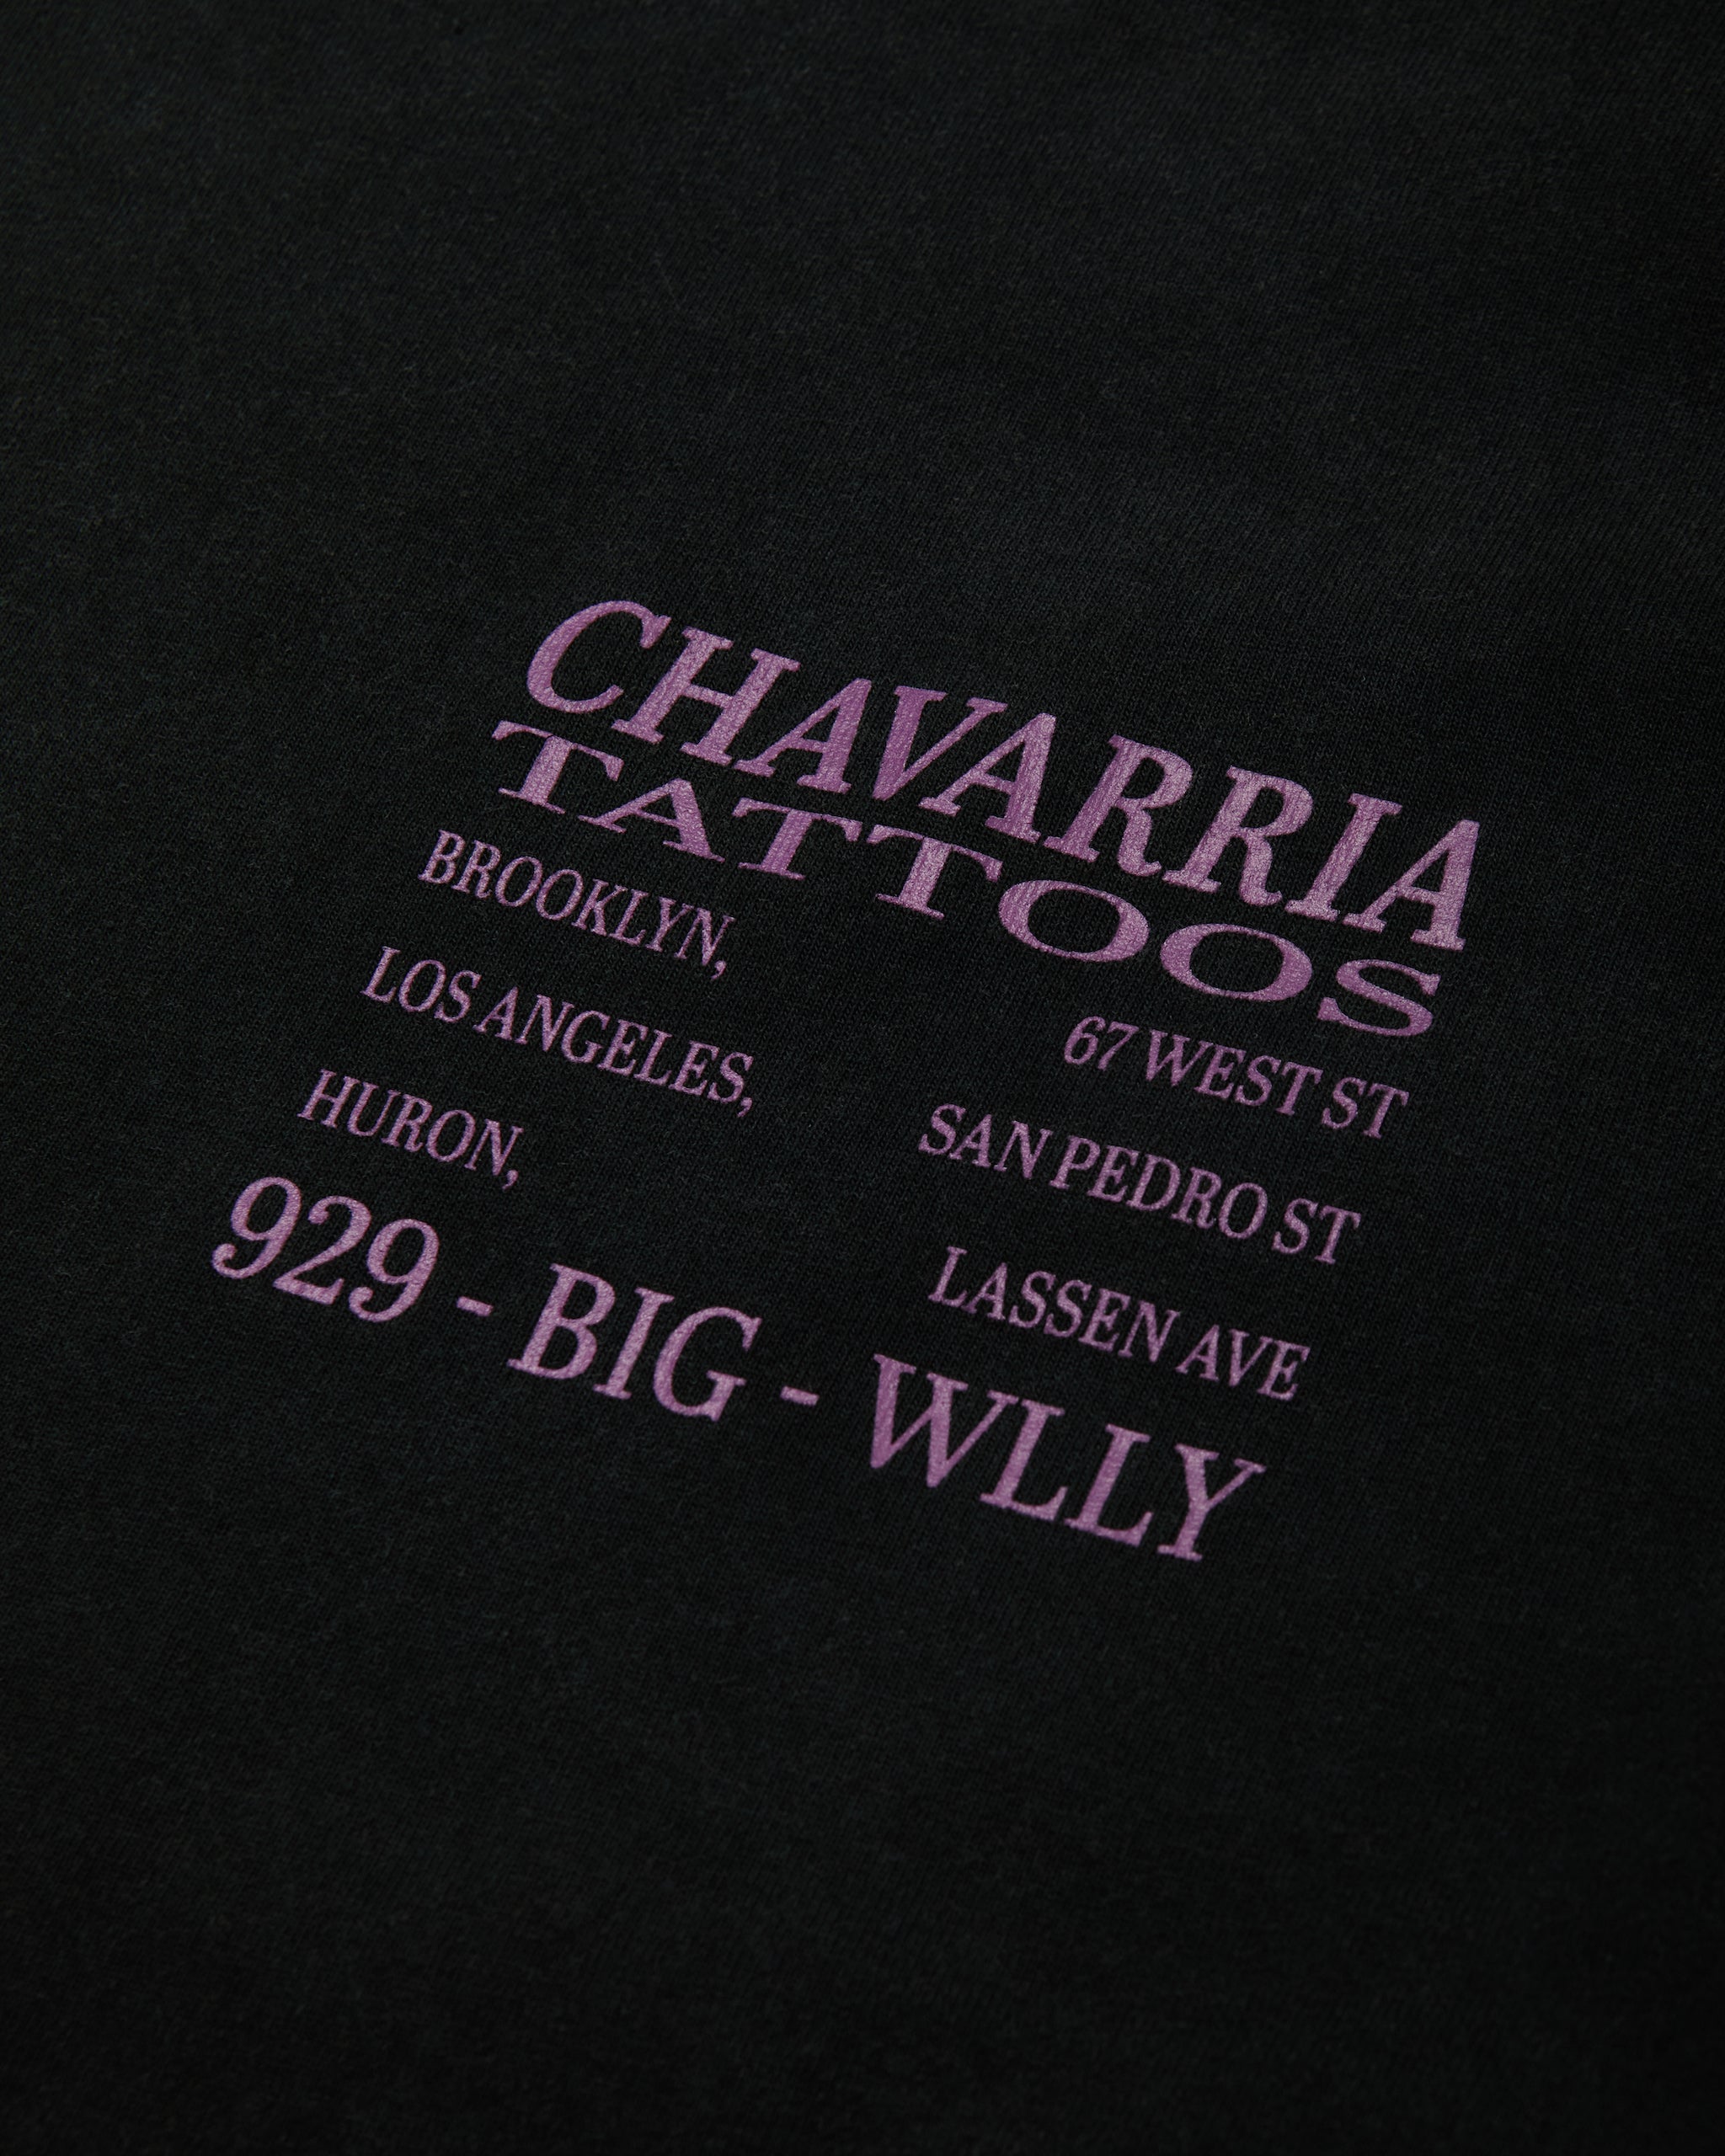 CHAVARRIA
TATTOOS
BROOKLYN, 67 WEST ST
LOS ANGELES, SAN PEDRO ST
HURON, LASSEN AVE
929 - BIG - WLLY